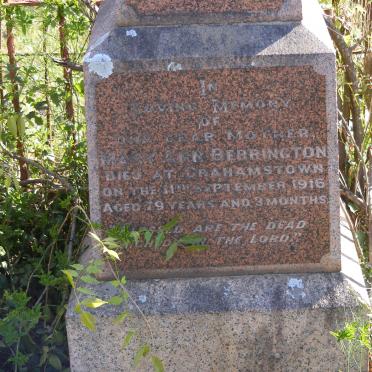 IN
LOVING MEMORY
OF
OUR DEAR MOTHER
MARY ANN BERRINGTON
DIED AT GRAHAMSTOWN
ON THE 11TH SEPTEMBER 1916
AGED 79 YEARS AND 3 MONTHS.
ARE THE DEAD
THE LORD."